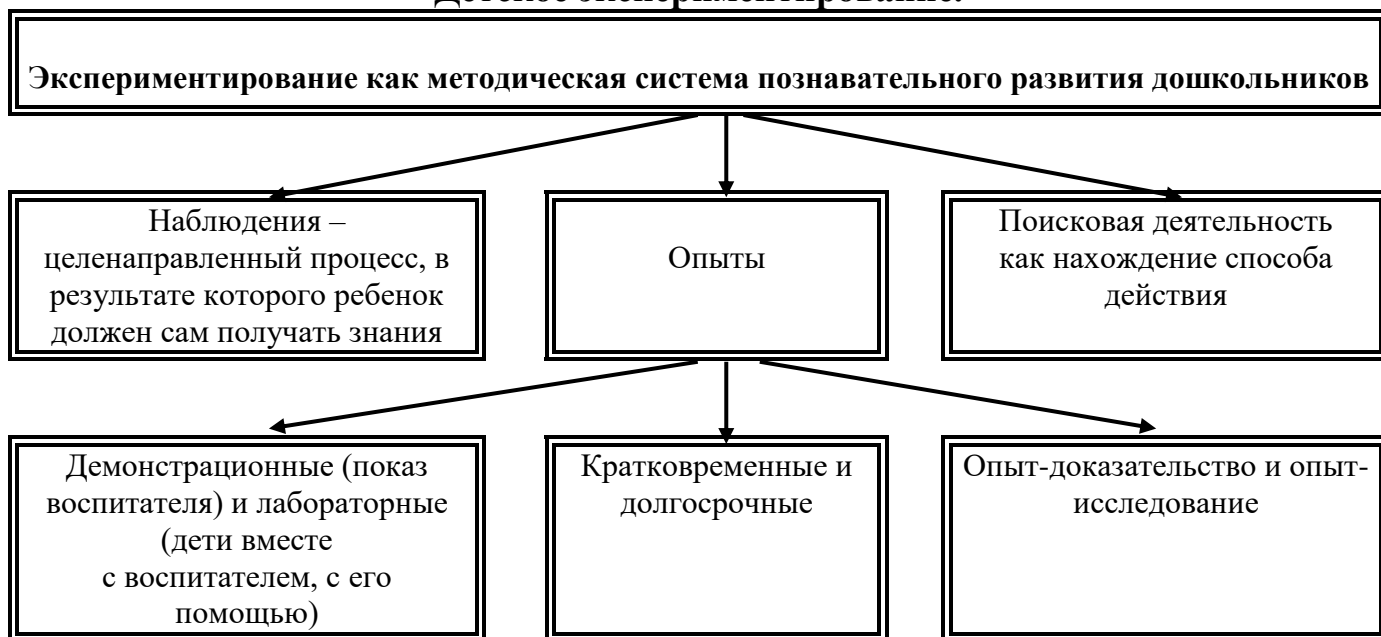 Детское экспериментирование.
Экспериментирование как методическая система познавательного развития дошкольников
Наблюдения –
целенаправленный процесс, в
результате которого ребенок
должен сам получать знания
Опыты
Поисковая деятельность
как нахождение способа
действия
Демонстрационные (показ
воспитателя) и лабораторные
(дети вместе
с воспитателем, с его
помощью)
Кратковременные и
долгосрочные
Опыт-доказательство и опыт-
исследование